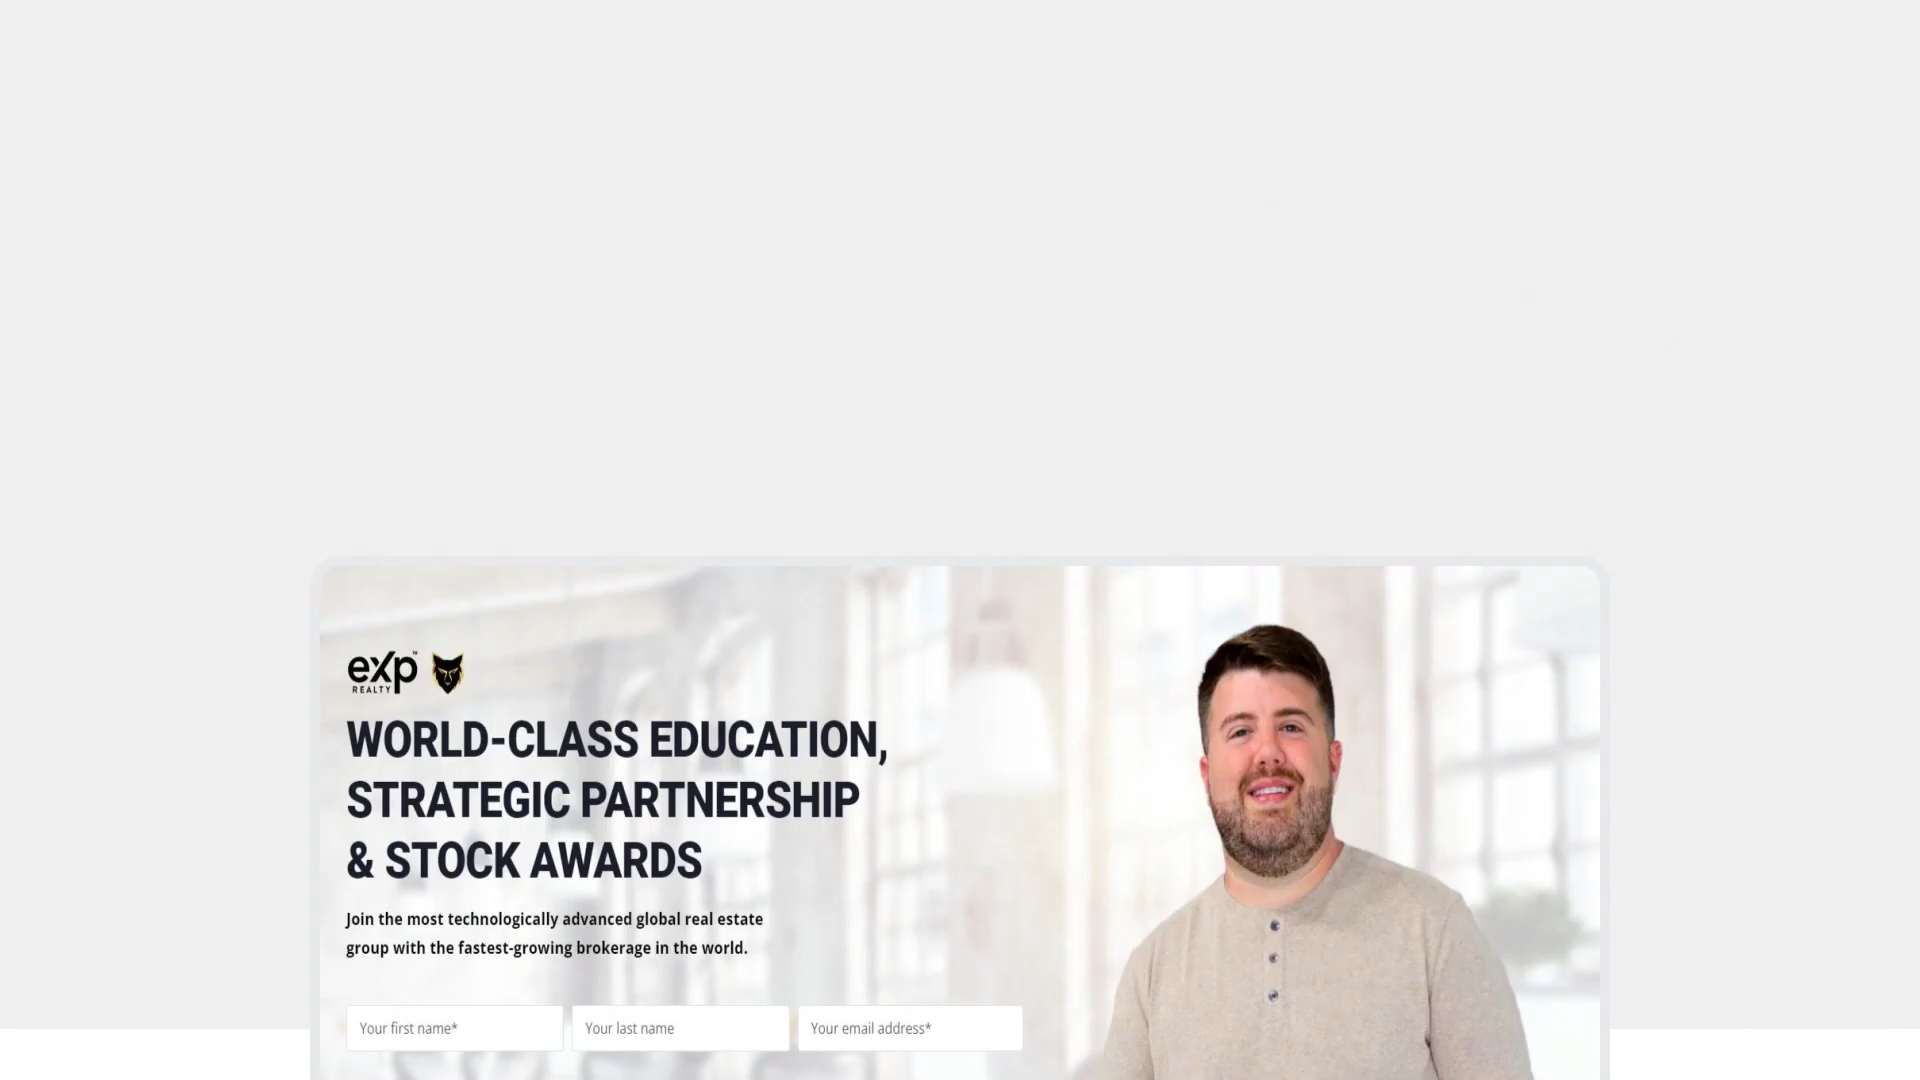 eXp™
REALTY
WORLD-CLASS EDUCATION,
STRATEGIC PARTNERSHIP
& STOCK AWARDS
Join the most technologically advanced global real estate
group with the fastest-growing brokerage in the world.
Your first name*
Your last name
Your email address*